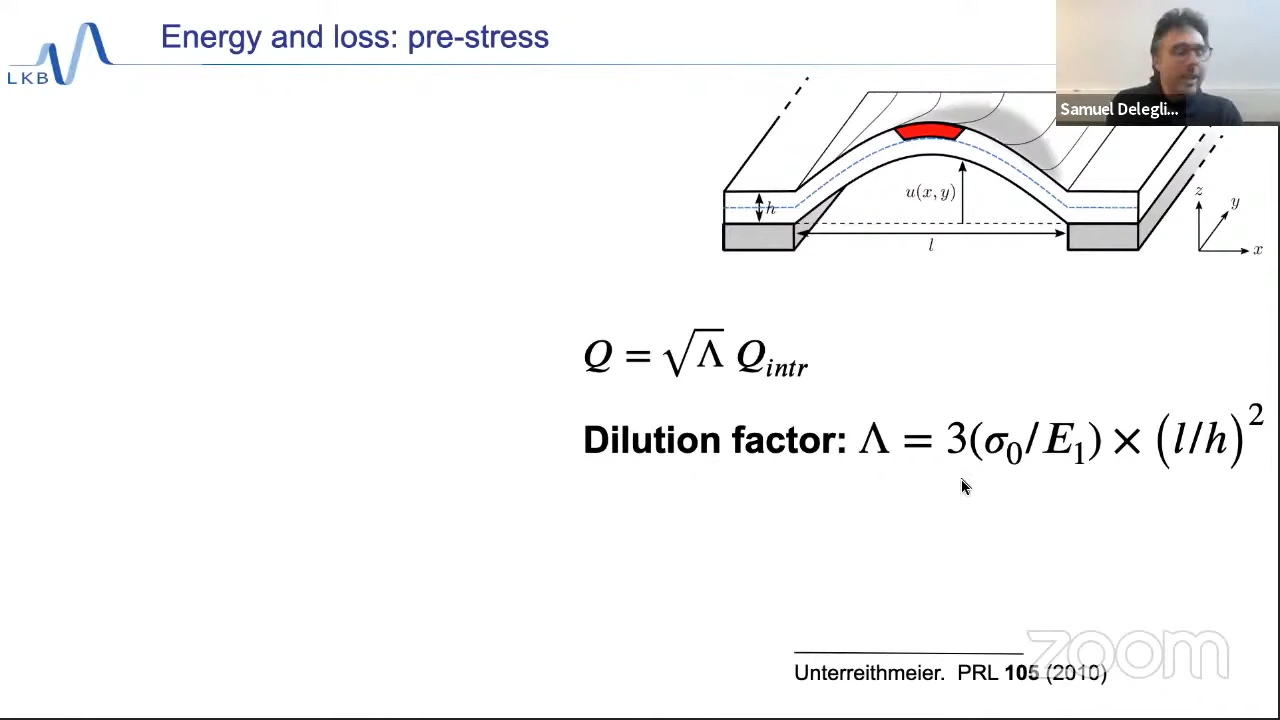 Energy and loss: pre-stress
LKB
Samuel Delegli...
h
u(x, y)
l
z
y
x
Q = √Λ Q_intr
Dilution factor: Λ = 3(σ₀/E₁) × (l/h)²
zoom
Unterreithmeier. PRL 105 (2010)